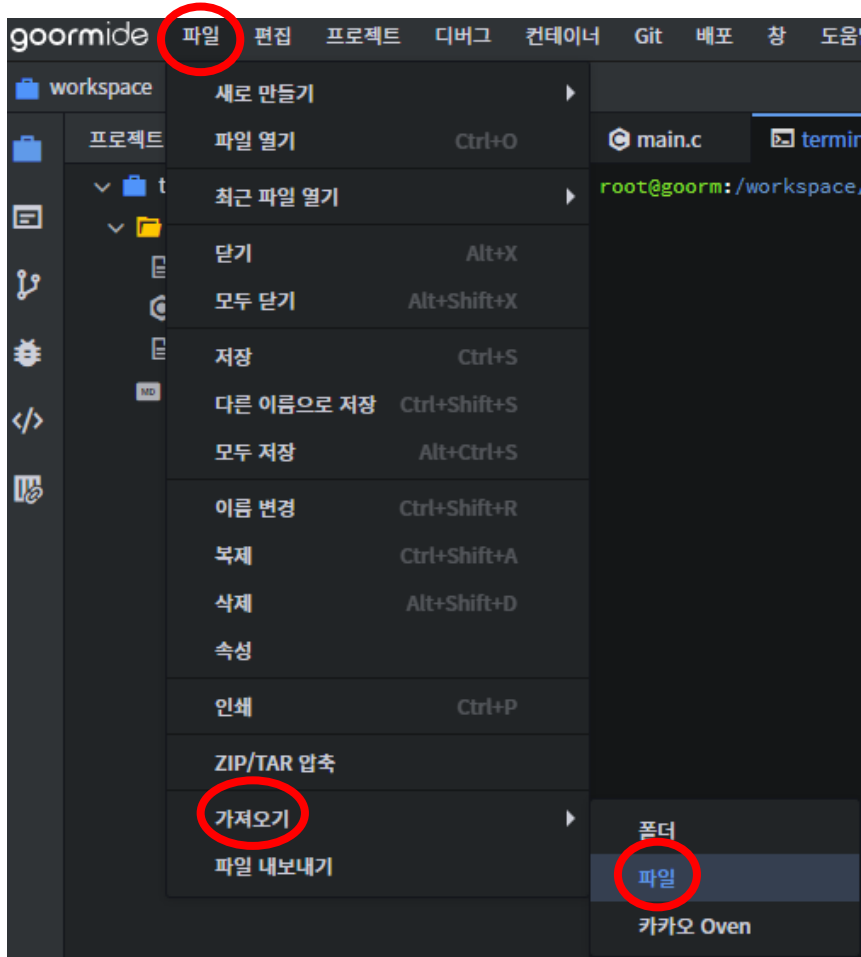 goormide 파일 편집 프로젝트 디버그 컨테이너 Git 배포 창 도움
workspace
프로젝트
main.c
termin
root@goorm:/workspace/
새로 만들기
파일 열기 Ctrl+O
최근 파일 열기
닫기 Alt+X
모두 닫기 Alt+Shift+X
저장 Ctrl+S
다른 이름으로 저장 Ctrl+Shift+S
모두 저장 Alt+Ctrl+S
이름 변경 Ctrl+Shift+R
복제 Ctrl+Shift+A
삭제 Alt+Shift+D
속성
인쇄 Ctrl+P
ZIP/TAR 압축
가져오기
파일 내보내기
폴더
파일
카카오 Oven
t
MD